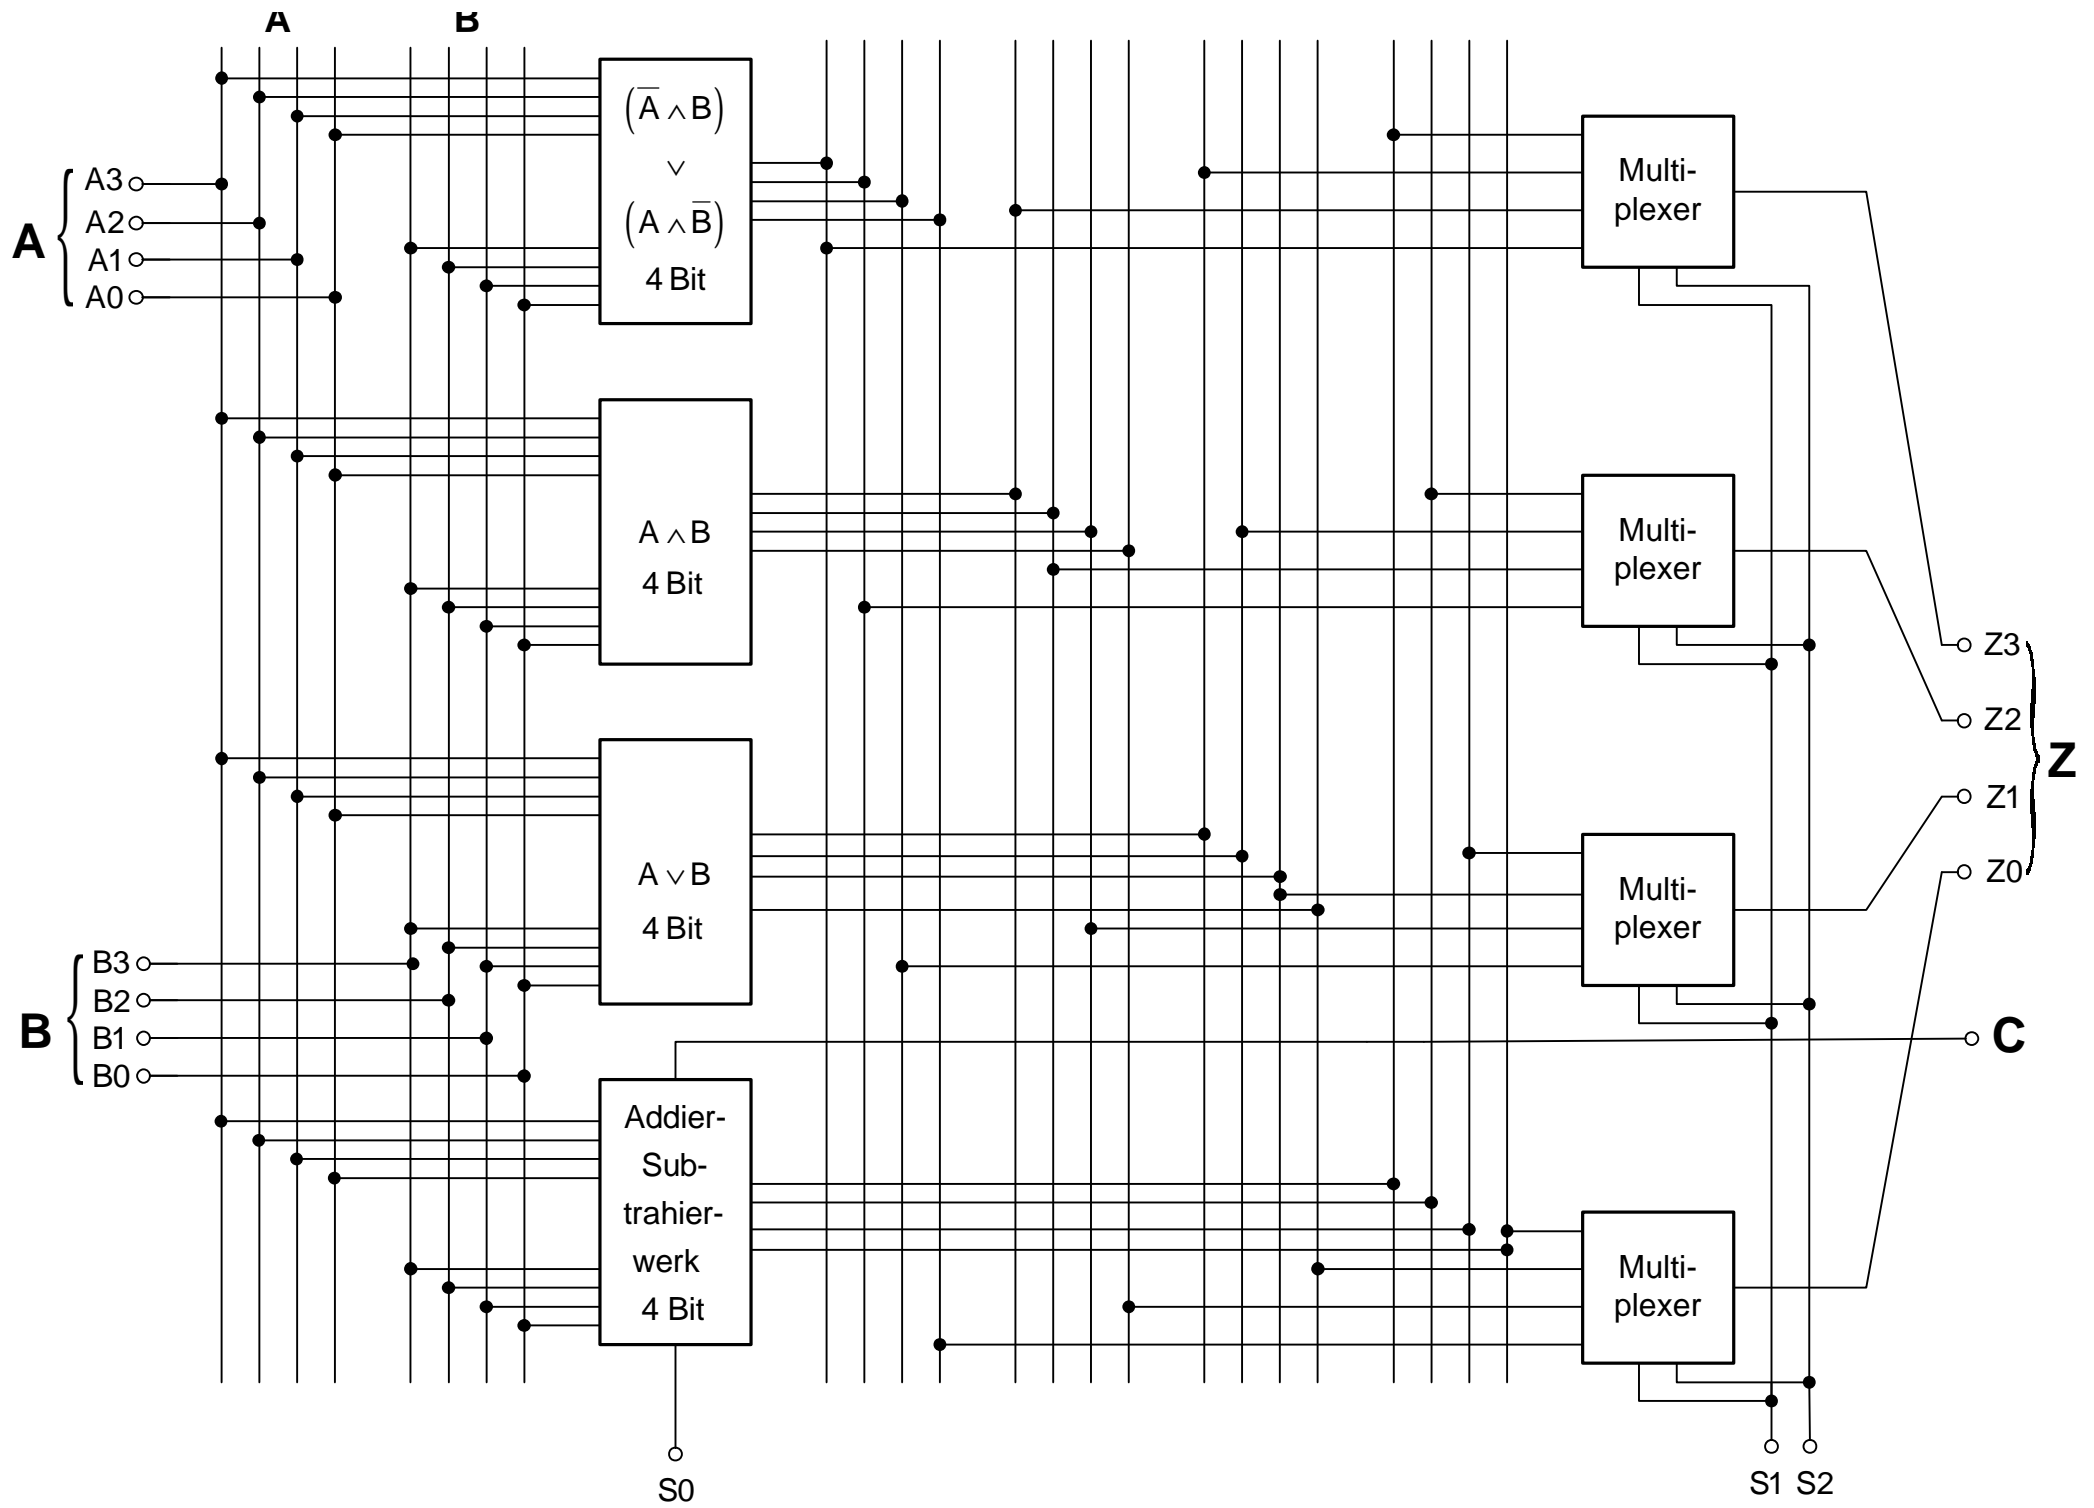 A B
(A̅ ∧ B)
∨
(A ∧ B̅)
4 Bit
Multi-
plexer
A3
A2
A
A1
A0
A ∧ B
4 Bit
Multi-
plexer
Z3
Z2
Z
Z1
Z0
A ∨ B
4 Bit
Multi-
plexer
B3
B2
B
B1
B0
C
Addier-
Sub-
trahier-
werk
4 Bit
Multi-
plexer
S0
S1 S2